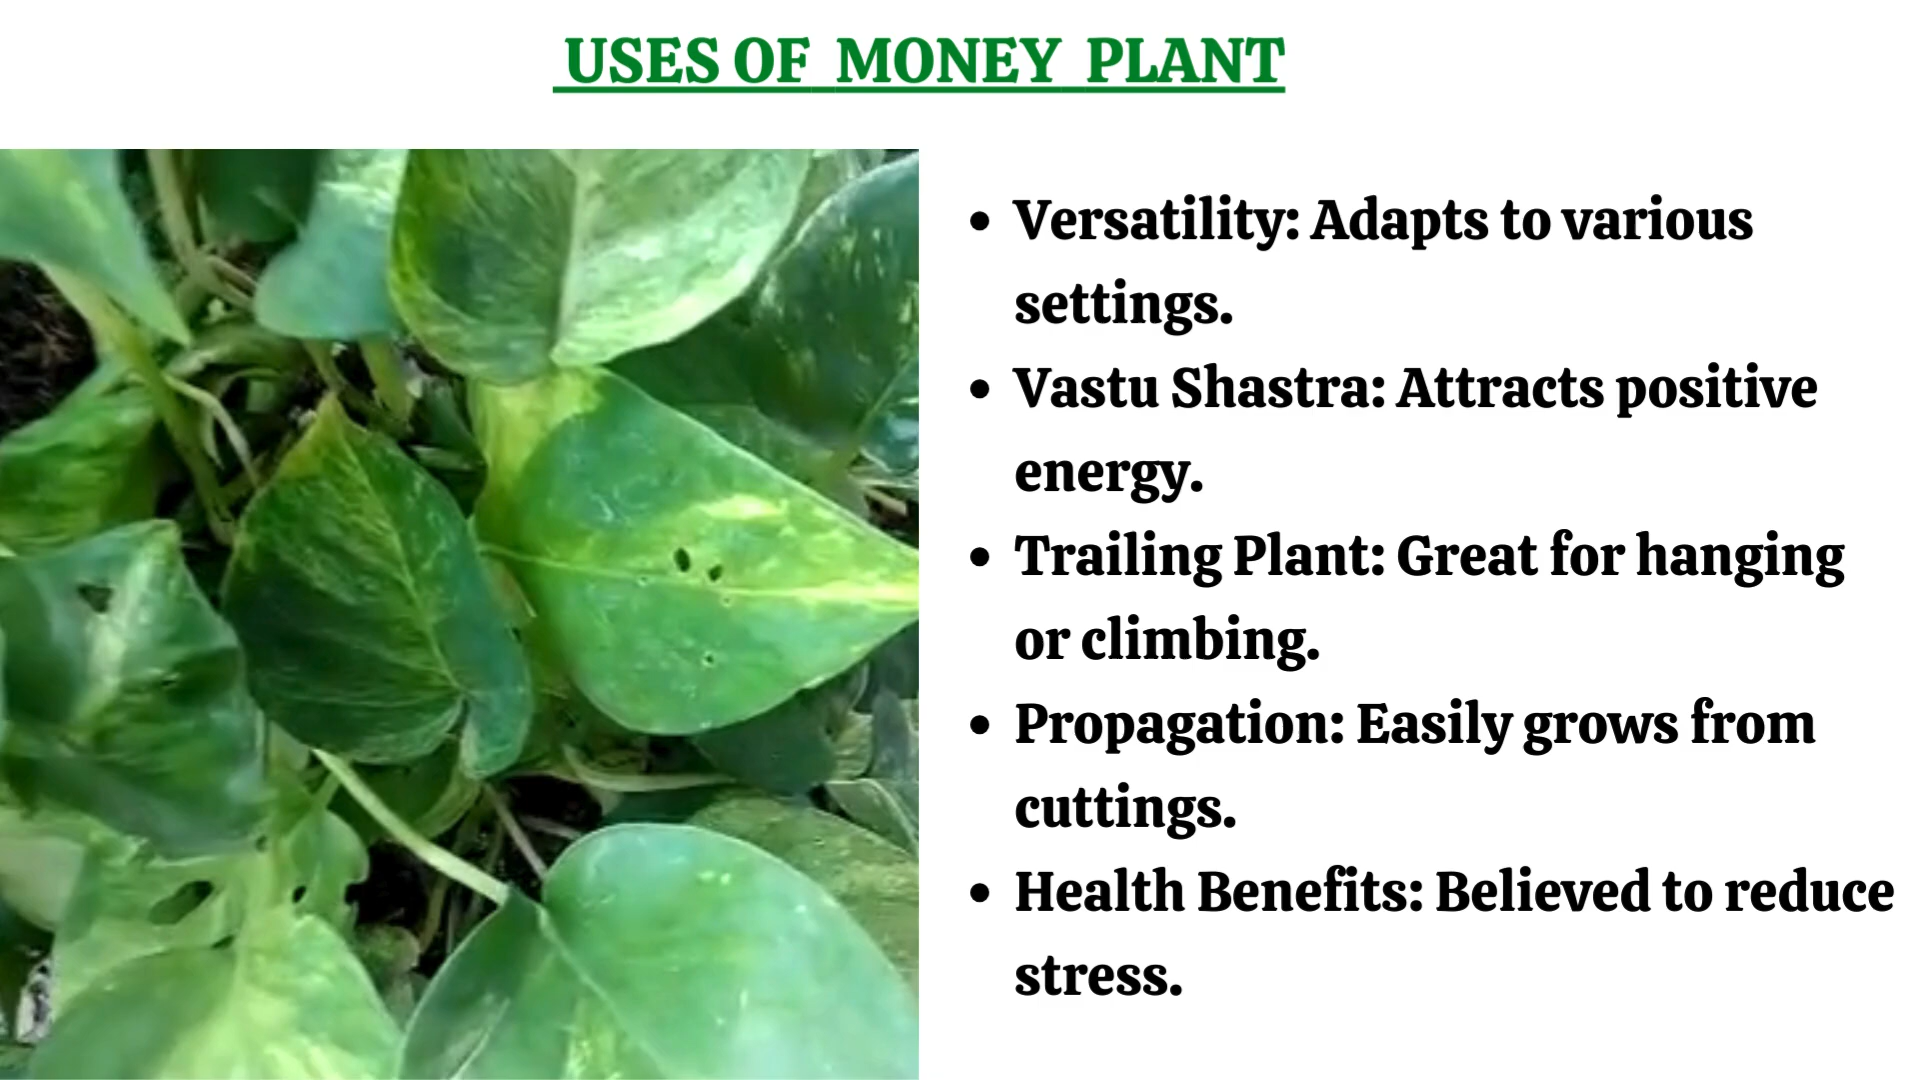 USES OF MONEY PLANT
• Versatility: Adapts to various
settings.
• Vastu Shastra: Attracts positive
energy.
• Trailing Plant: Great for hanging
or climbing.
• Propagation: Easily grows from
cuttings.
• Health Benefits: Believed to reduce
stress.